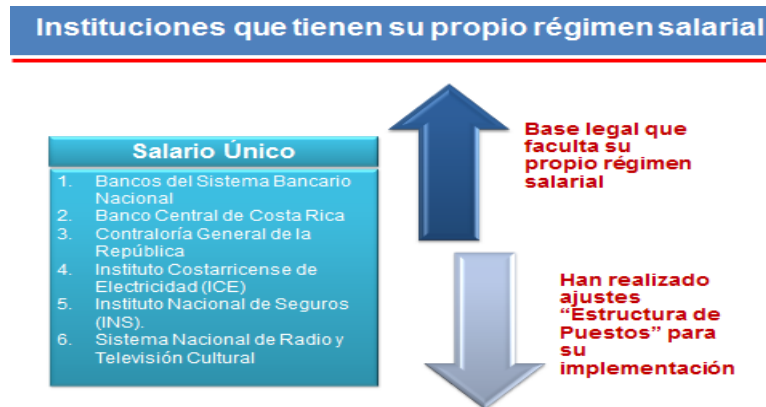 Instituciones que tienen su propio régimen salarial
Salario Único
1. Bancos del Sistema Bancario
Nacional
2. Banco Central de Costa Rica
3. Contraloría General de la
República
4. Instituto Costarricense de
Electricidad (ICE)
5. Instituto Nacional de Seguros
(INS).
6. Sistema Nacional de Radio y
Televisión Cultural
Base legal que
faculta su
propio régimen
salarial
Han realizado
ajustes
“Estructura de
Puestos” para
su
implementación